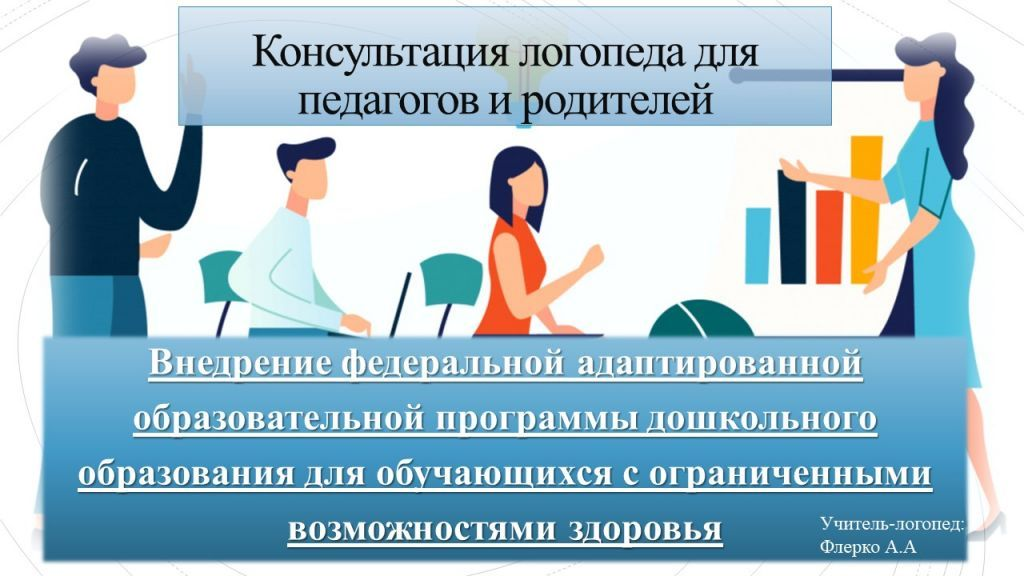 Консультация логопеда для
педагогов и родителей
Внедрение федеральной адаптированной
образовательной программы дошкольного
образования для обучающихся с ограниченными
возможностями здоровья
Учитель-логопед:
Флерко А.А